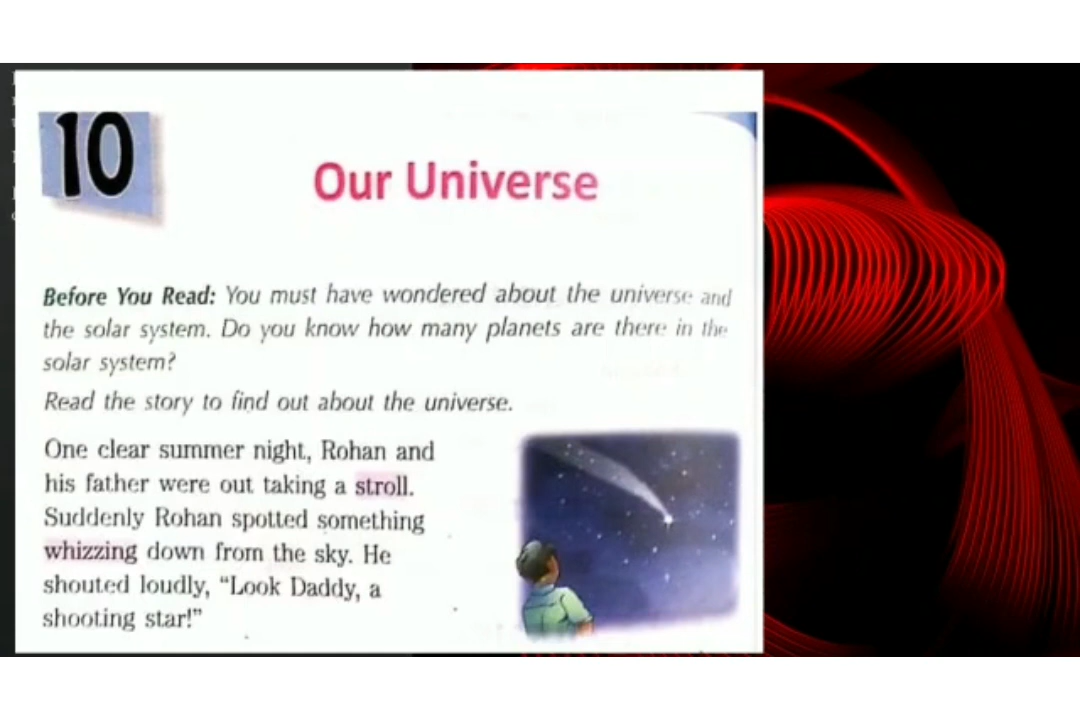 10
Our Universe
Before You Read: You must have wondered about the universe and
the solar system. Do you know how many planets are there in the
solar system?
Read the story to find out about the universe.
One clear summer night, Rohan and
his father were out taking a stroll.
Suddenly Rohan spotted something
whizzing down from the sky. He
shouted loudly, “Look Daddy, a
shooting star!”